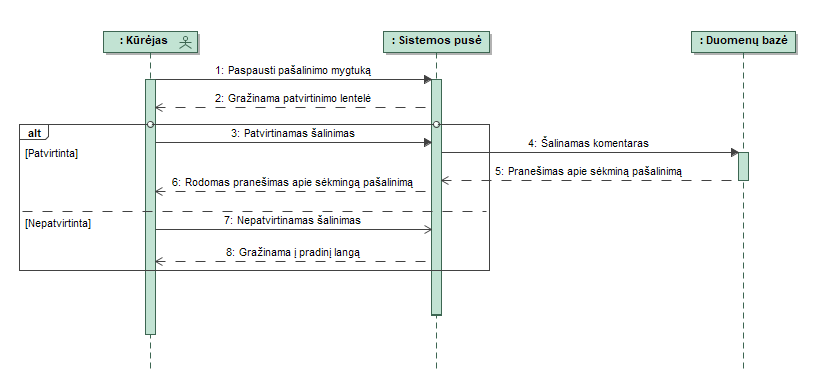 : Kūrėjas
: Sistemos pusė
: Duomenų bazė
1: Paspausti pašalinimo mygtuką
2: Gražinama patvirtinimo lentelė
alt
3: Patvirtinamas šalinimas
[Patvirtinta]
4: Šalinamas komentaras
5: Pranešimas apie sėkminą pašalinimą
6: Rodomas pranešimas apie sėkmingą pašalinimą
[Nepatvirtinta]
7: Nepatvirtinamas šalinimas
8: Gražinama į pradinį langą